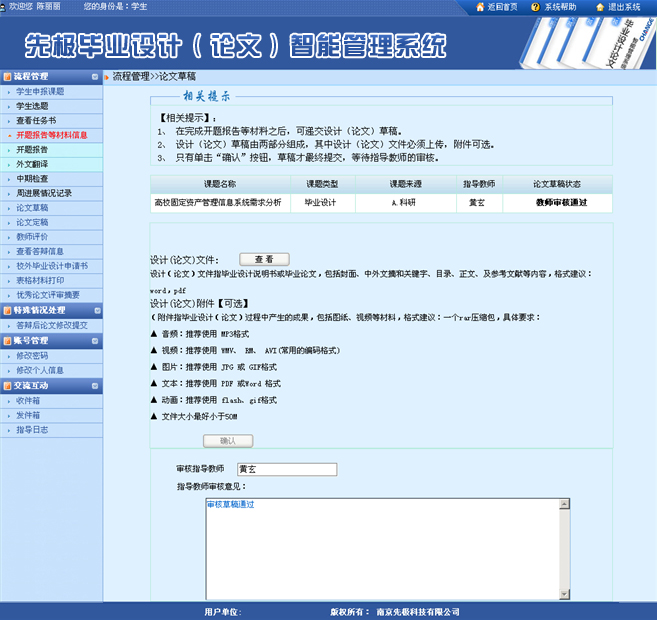 欢迎您 陈丽丽 您的身份是：学生
返回首页 系统帮助 退出系统
先极毕业设计（论文）智能管理系统
流程管理
学生申报课题
学生选题
查看任务书
开题报告等材料信息
开题报告
外文翻译
中期检查
周进展情况记录
论文草稿
论文定稿
教师评价
查看答辩信息
校外毕业设计申请书
表格材料打印
优秀论文评审摘要
特殊情况处理
答辩后论文修改提交
账号管理
修改密码
修改个人信息
交流互动
收件箱
发件箱
指导日志
流程管理>>论文草稿
相关提示
【相关提示】：
1、 在完成开题报告等材料之后，可递交设计（论文）草稿。
2、 设计（论文）草稿由两部分组成，其中设计（论文）文件必须上传，附件可选。
3、 只有单击“确认”按钮，草稿才最终提交，等待指导教师的审核。
课题名称 课题类型 课题来源 指导教师 论文草稿状态
高校固定资产管理信息系统需求分析 毕业设计 A.科研 黄玄 教师审核通过
设计(论文)文件： 查 看
设计（论文）文件指毕业设计说明书或毕业论文，包括封面、中外文摘和关键字、目录、正文、及参考文献等内容，格式建议：
word，pdf
设计(论文)附件【可选】
（附件指毕业设计（论文）过程中产生的成果，包括图纸、视频等材料，格式建议：一个rar压缩包，具体要求：
▲ 音频：推荐使用 MP3格式
▲ 视频：推荐使用 WMV、 RM、 AVI(常用的编码格式)
▲ 图片：推荐使用 JPG 或 GIF格式
▲ 文本：推荐使用 PDF 或Word 格式
▲ 动画：推荐使用 flash、gif格式
▲ 文件大小最好小于50M
确认
审核指导教师 黄玄
指导教师审核意见：
审核草稿通过
用户单位： 版权所有： 南京先极科技有限公司